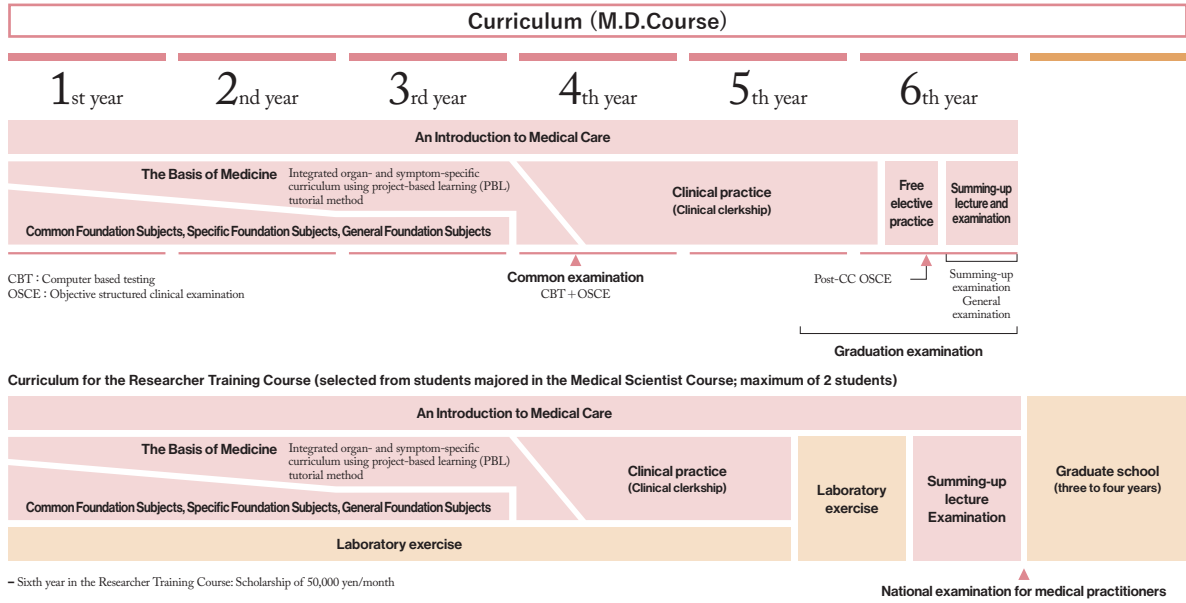 Curriculum (M.D.Course)
1st year
2nd year
3rd year
4th year
5th year
6th year
An Introduction to Medical Care
The Basis of Medicine
Integrated organ- and symptom-specific
curriculum using project-based learning (PBL)
tutorial method
Common Foundation Subjects, Specific Foundation Subjects, General Foundation Subjects
Clinical practice
(Clinical clerkship)
Free
elective
practice
Summing-up
lecture and
examination
CBT : Computer based testing
OSCE : Objective structured clinical examination
Common examination
CBT + OSCE
Post-CC OSCE
Summing-up
examination
General
examination
Graduation examination
Curriculum for the Researcher Training Course (selected from students majored in the Medical Scientist Course; maximum of 2 students)
An Introduction to Medical Care
The Basis of Medicine
Integrated organ- and symptom-specific
curriculum using project-based learning (PBL)
tutorial method
Common Foundation Subjects, Specific Foundation Subjects, General Foundation Subjects
Clinical practice
(Clinical clerkship)
Laboratory exercise
Laboratory
exercise
Summing-up
lecture
Examination
Graduate school
(three to four years)
– Sixth year in the Researcher Training Course: Scholarship of 50,000 yen/month
National examination for medical practitioners